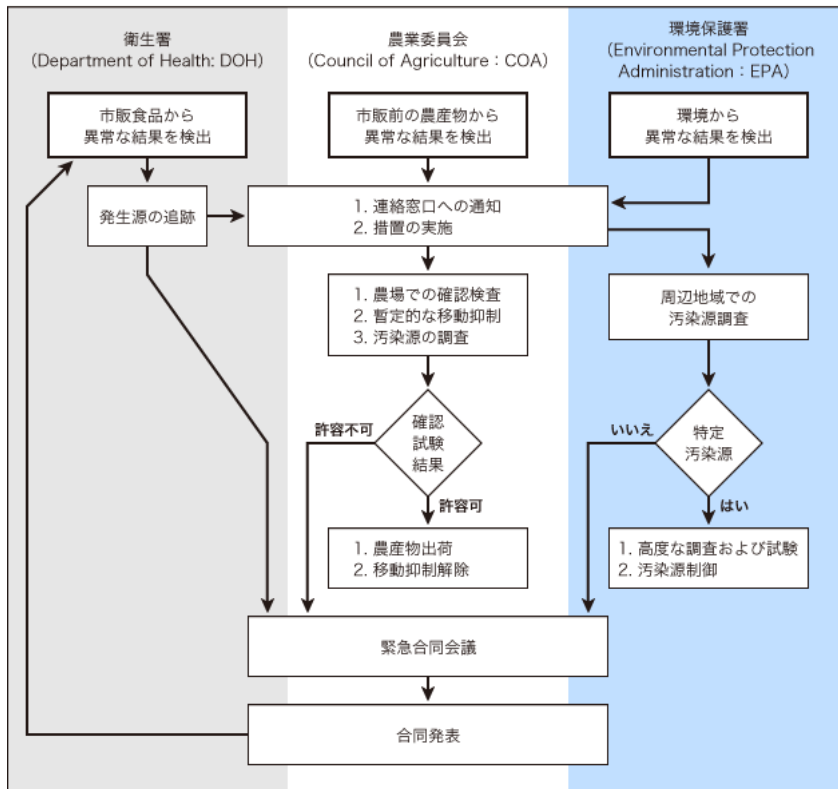 衛生署
（Department of Health: DOH）
農業委員会
（Council of Agriculture：COA）
環境保護署
（Environmental Protection
Administration：EPA）
市販食品から
異常な結果を検出
市販前の農産物から
異常な結果を検出
環境から
異常な結果を検出
発生源の追跡
1. 連絡窓口への通知
2. 措置の実施
1. 農場での確認検査
2. 暫定的な移動抑制
3. 汚染源の調査
周辺地域での
汚染源調査
許容不可
確認
試験
結果
いいえ
特定
汚染源
許容可
はい
1. 農産物出荷
2. 移動抑制解除
1. 高度な調査および試験
2. 汚染源制御
緊急合同会議
合同発表